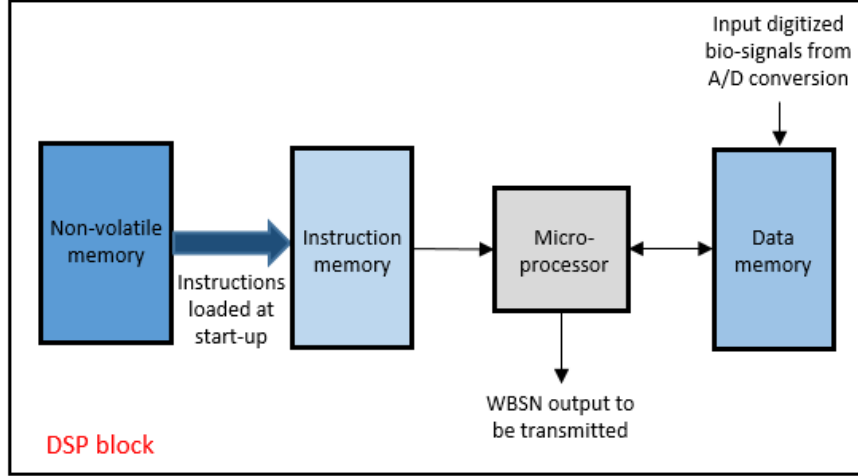 Input digitized
bio-signals from
A/D conversion
Non-volatile
memory
Instructions
loaded at
start-up
Instruction
memory
Micro-
processor
Data
memory
WBSN output to
be transmitted
DSP block